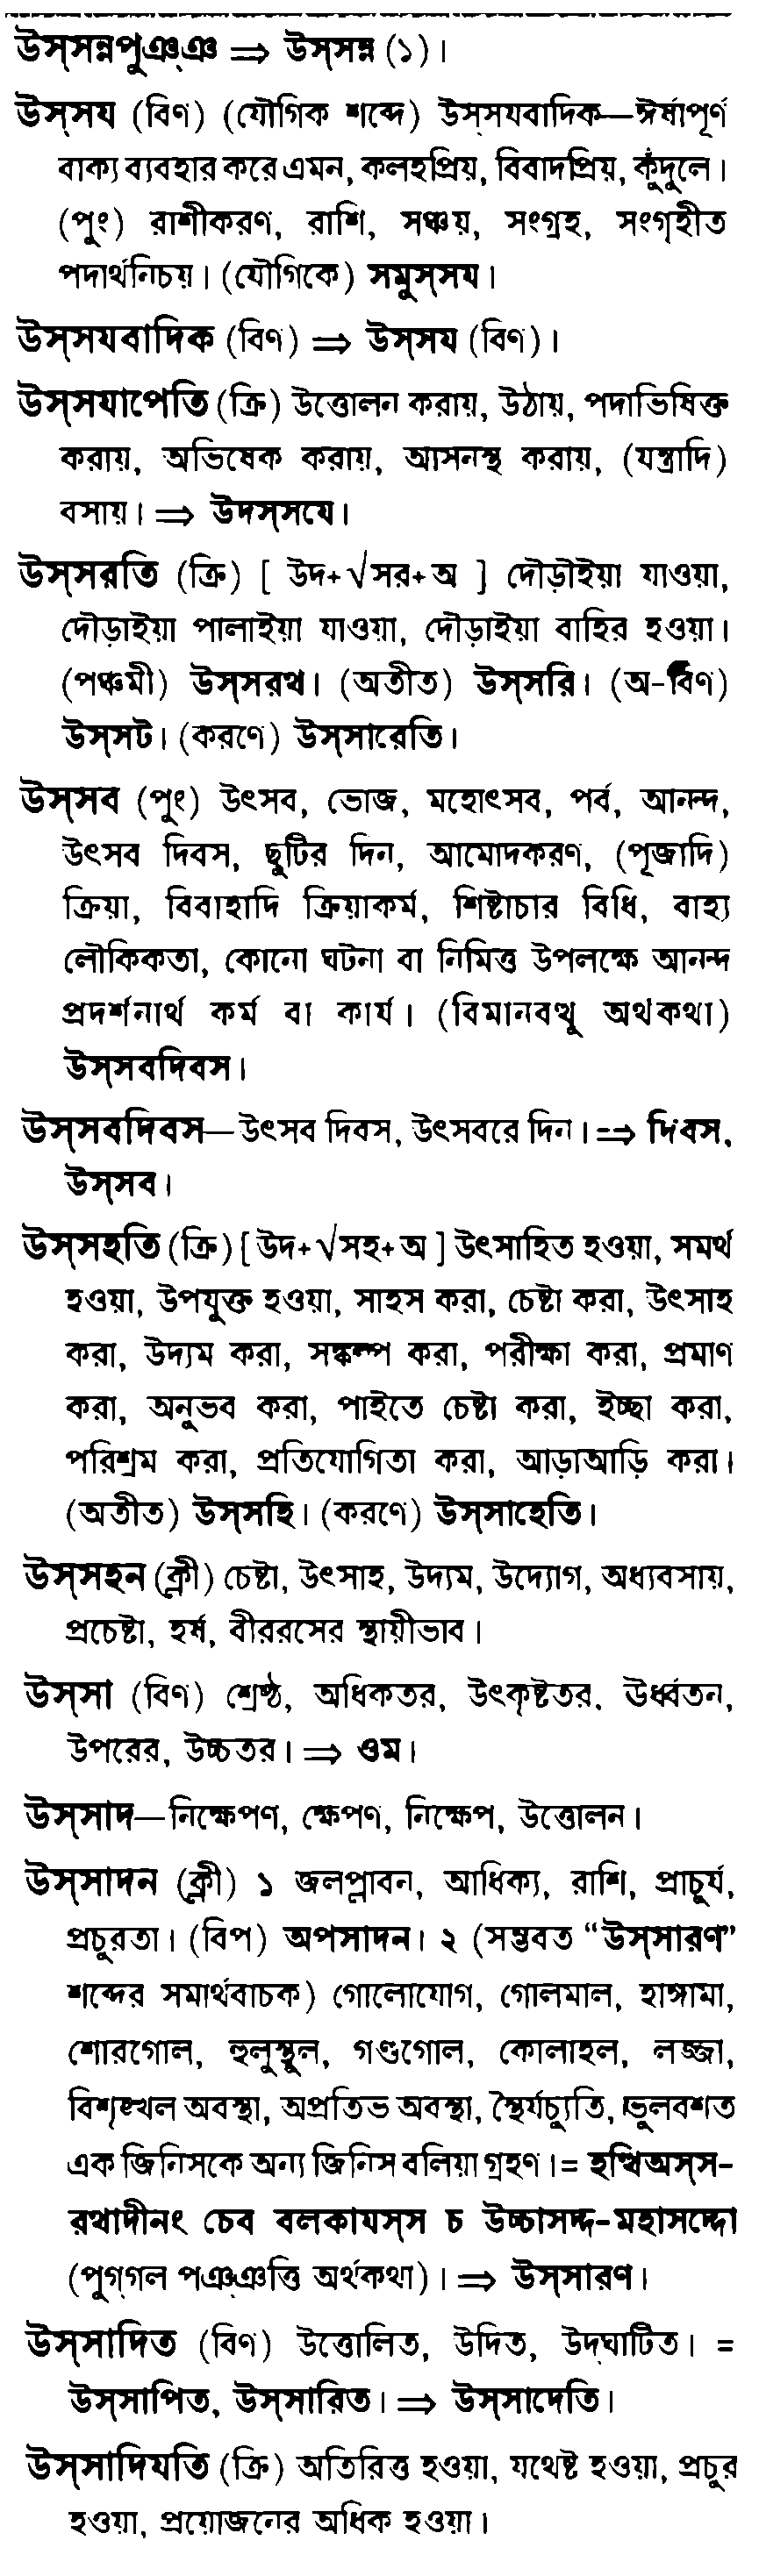 উস্সন্নপুঞ্ঞ ⇒ উস্সন্ন (১)।
উস্সয (বিণ) (যৌগিক শব্দে) উস্সযবাদিক—ঈর্ষাপূর্ণ
বাক্য ব্যবহার করে এমন, কলহপ্রিয়, বিবাদপ্রিয়, কুঁদুলে।
(পুং) রাশীকরণ, রাশি, সঞ্চয়, সংগ্রহ, সংগৃহীত
পদার্থনিচয়। (যৌগিকে) সমুস্সয।
উস্সযবাদিক (বিণ) ⇒ উস্সয (বিণ)।
উস্সযাপেতি (ক্রি) উত্তোলন করায়, উঠায়, পদাভিষিক্ত
করায়, অভিষেক করায়, আসনস্থ করায়, (যন্ত্রাদি)
বসায়। ⇒ উদস্সযে।
উস্সরতি (ক্রি) [ উদ+√সর+অ ] দৌড়াইয়া যাওয়া,
দৌড়াইয়া পালাইয়া যাওয়া, দৌড়াইয়া বাহির হওয়া।
(পঞ্চমী) উস্সরথ। (অতীত) উস্সরি। (অ-বিণ)
উস্সট। (করণে) উস্সারেতি।
উস্সব (পুং) উৎসব, ভোজ, মহোৎসব, পর্ব, আনন্দ,
উৎসব দিবস, ছুটির দিন, আমোদকরণ, (পূজাদি)
ক্রিয়া, বিবাহাদি ক্রিয়াকর্ম, শিষ্টাচার বিধি, বাহ্য
লৌকিকতা, কোনো ঘটনা বা নিমিত্ত উপলক্ষে আনন্দ
প্রদর্শনার্থ কর্ম বা কার্য। (বিমানবত্থু অথকথা)
উস্সবদিবস।
উস্সবদিবস—উৎসব দিবস, উৎসবরে দিন। ⇒ দিবস,
উস্সব।
উস্সহতি (ক্রি) [ উদ+√সহ+অ ] উৎসাহিত হওয়া, সমর্থ
হওয়া, উপযুক্ত হওয়া, সাহস করা, চেষ্টা করা, উৎসাহ
করা, উদ্যম করা, সঙ্কল্প করা, পরীক্ষা করা, প্রমাণ
করা, অনুভব করা, পাইতে চেষ্টা করা, ইচ্ছা করা,
পরিশ্রম করা, প্রতিযোগিতা করা, আড়াআড়ি করা।
(অতীত) উস্সহি। (করণে) উস্সাহেতি।
উস্সহন (ক্লী) চেষ্টা, উৎসাহ, উদ্যম, উদ্যোগ, অধ্যবসায়,
প্রচেষ্টা, হর্ষ, বীররসের স্থায়ীভাব।
উস্সা (বিণ) শ্রেষ্ঠ, অধিকতর, উৎকৃষ্টতর, ঊর্ধ্বতন,
উপরের, উচ্চতর। ⇒ ওম।
উস্সাদ—নিক্ষেপণ, ক্ষেপণ, নিক্ষেপ, উত্তোলন।
উস্সাদন (ক্লী) ১ জলপ্লাবন, আধিক্য, রাশি, প্রাচুর্য,
প্রচুরতা। (বিপ) অপসাদন। ২ (সম্ভবত "উস্সারণ"
শব্দের সমার্থবাচক) গোলোযোগ, গোলমাল, হাঙ্গামা,
শোরগোল, হুলুস্থুল, গণ্ডগোল, কোলাহল, লজ্জা,
বিশৃঙ্খল অবস্থা, অপ্রতিভ অবস্থা, স্থৈর্যচ্যুতি, ভুলবশত
এক জিনিসকে অন্য জিনিস বলিয়া গ্রহণ। = হত্থিঅস্স-
রথাদীনং চেব বলকাযস্স চ উচ্চাসদ্দ-মহাসদ্দো
(পুগ্গল পঞ্ঞত্তি অর্থকথা)। ⇒ উস্সারণ।
উস্সাদিত (বিণ) উত্তোলিত, উদিত, উদ্ঘাটিত। =
উস্সাপিত, উস্সারিত। ⇒ উস্সাদেতি।
উস্সাদিযতি (ক্রি) অতিরিত্ত হওয়া, যথেষ্ট হওয়া, প্রচুর
হওয়া, প্রয়োজনের অধিক হওয়া।